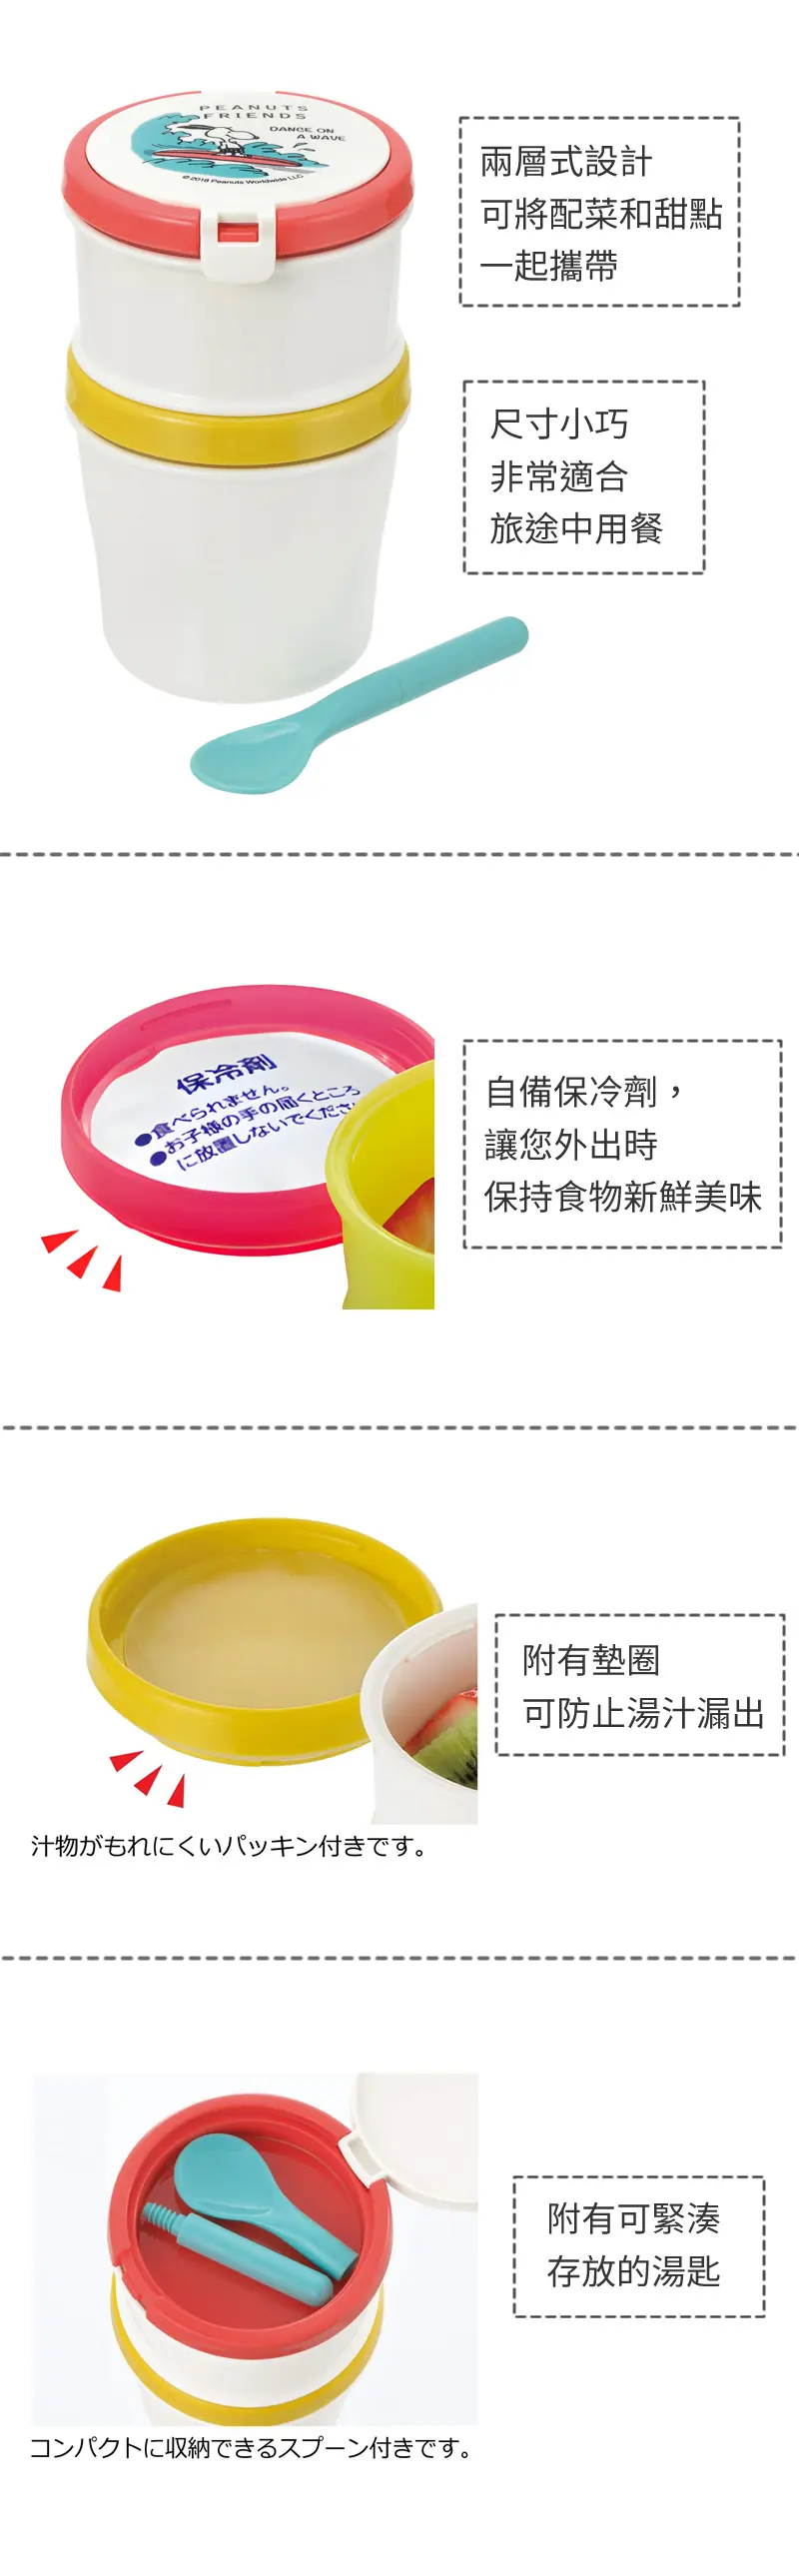 PEANUTS
FRIENDS
DANCE ON
A WAVE
© 2018 Peanuts Worldwide LLC
兩層式設計
可將配菜和甜點
一起攜帶
尺寸小巧
非常適合
旅途中用餐
保冷剤
●食べられません。
●お子様の手の届くところ
に放置しないでくださ
自備保冷劑，
讓您外出時
保持食物新鮮美味
附有墊圈
可防止湯汁漏出
汁物がもれにくいパッキン付きです。
附有可緊湊
存放的湯匙
コンパクトに収納できるスプーン付きです。